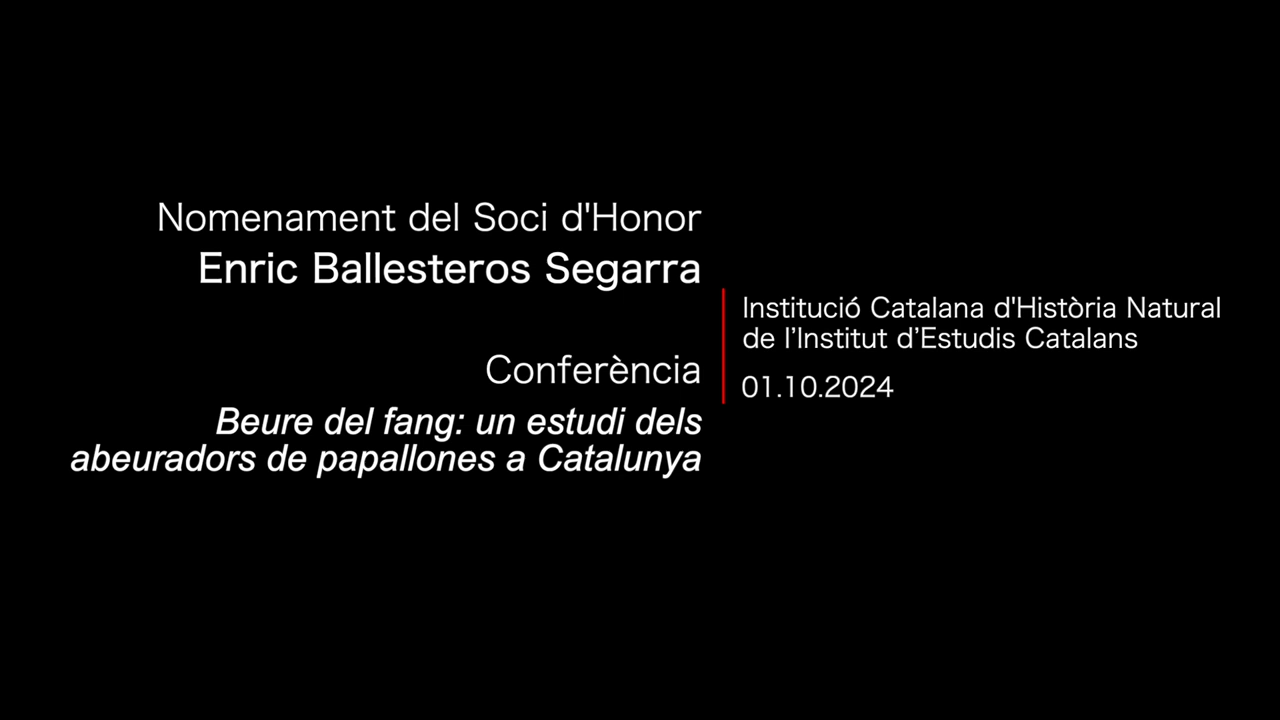 Nomenament del Soci d'Honor
Enric Ballesteros Segarra
Conferència
Beure del fang: un estudi dels
abeuradors de papallones a Catalunya
Institució Catalana d'Història Natural
de l’Institut d’Estudis Catalans
01.10.2024